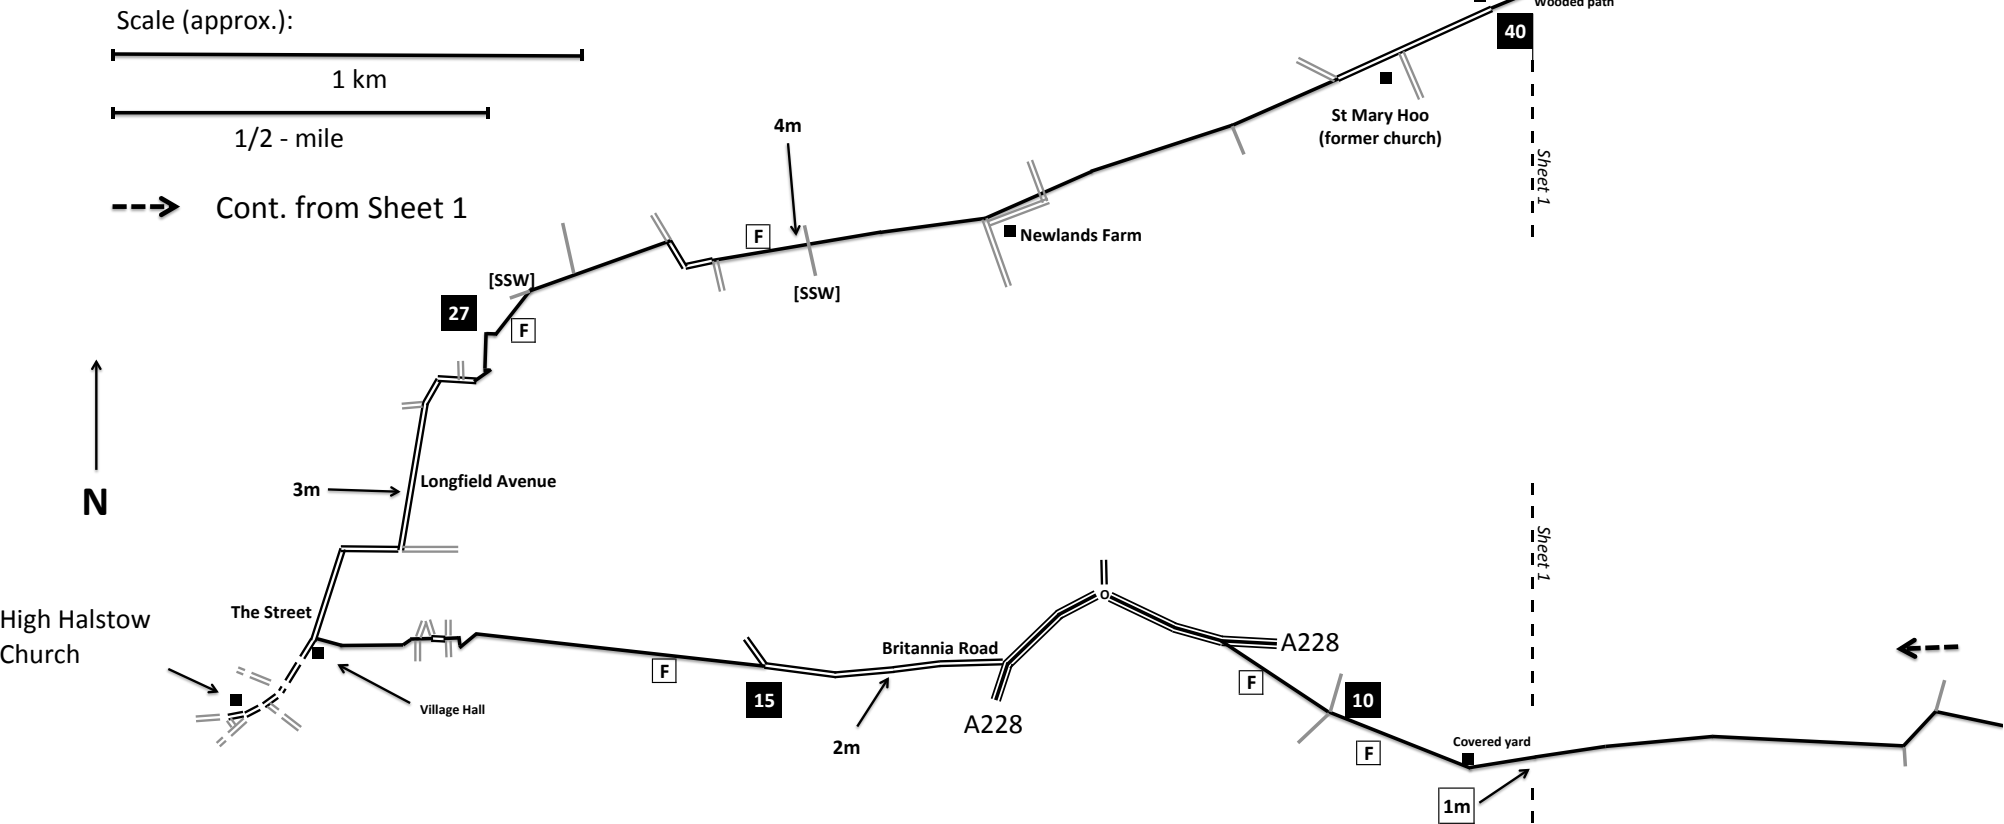 Scale (approx.):
1 km
1/2 - mile
Cont. from Sheet 1
Wooded path
40
St Mary Hoo
(former church)
Sheet 1
4m
F
Newlands Farm
[SSW]
[SSW]
27
F
N
3m
Longfield Avenue
Sheet 1
High Halstow
Church
The Street
Village Hall
F
15
Britannia Road
2m
A228
O
A228
F
10
F
Covered yard
1m